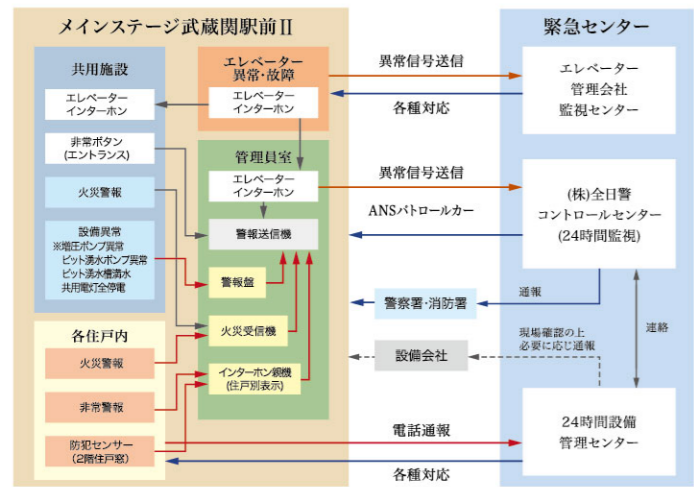 メインステージ武蔵関駅前Ⅱ
共用施設
エレベーター
インターホン
非常ボタン
(エントランス)
火災警報
設備異常
※増圧ポンプ異常
ピット湧水ポンプ異常
ピット湧水槽満水
共用電灯全停電
エレベーター
異常・故障
エレベーター
インターホン
管理員室
エレベーター
インターホン
警報送信機
警報盤
火災受信機
インターホン親機
(住戸別表示)
各住戸内
火災警報
非常警報
防犯センサー
(2階住戸窓)
異常信号送信
各種対応
異常信号送信
ANSパトロールカー
通報
警察署・消防署
現場確認の上
必要に応じ通報
設備会社
連絡
電話通報
各種対応
緊急センター
エレベーター
管理会社
監視センター
(株)全日警
コントロールセンター
(24時間監視)
24時間設備
管理センター